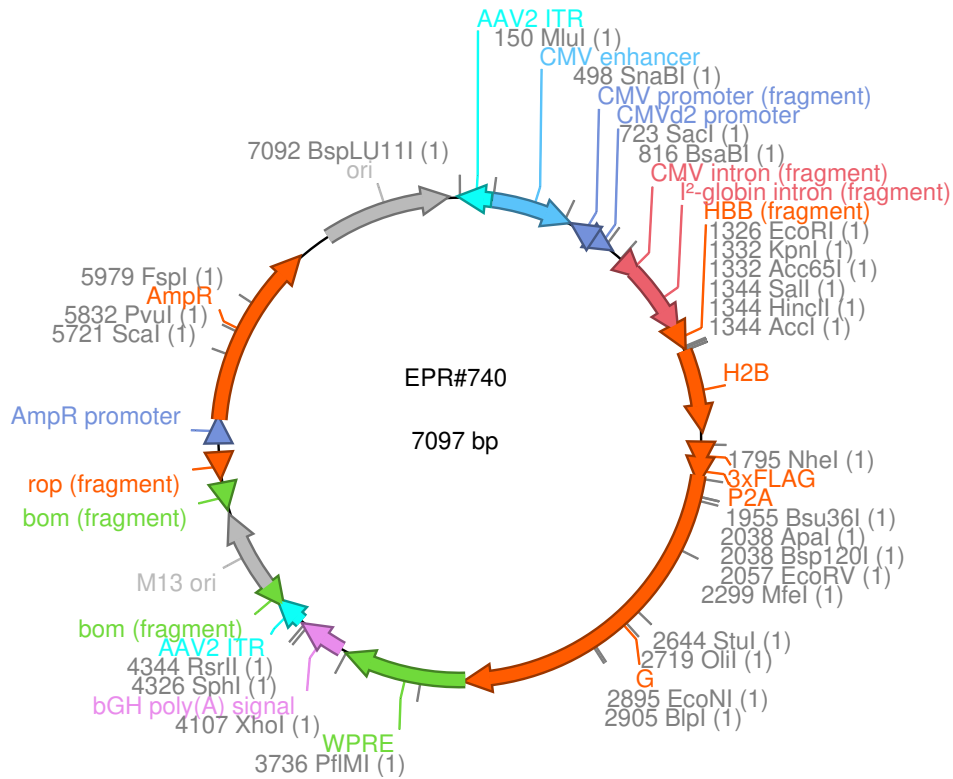 AAV2 ITR
150 MluI (1)
CMV enhancer
498 SnaBI (1)
CMV promoter (fragment)
CMVd2 promoter
723 SacI (1)
816 BsaBI (1)
CMV intron (fragment)
І²-globin intron (fragment)
HBB (fragment)
1326 EcoRI (1)
1332 KpnI (1)
1332 Acc65I (1)
1344 SalI (1)
1344 HincII (1)
1344 AccI (1)
H2B
1795 NheI (1)
3xFLAG
P2A
1955 Bsu36I (1)
2038 ApaI (1)
2038 Bsp120I (1)
2057 EcoRV (1)
2299 MfeI (1)
2644 StuI (1)
2719 OliI (1)
G
2895 EcoNI (1)
2905 BlpI (1)
WPRE
3736 PflMI (1)
4107 XhoI (1)
bGH poly(A) signal
4326 SphI (1)
4344 RsrII (1)
AAV2 ITR
bom (fragment)
M13 ori
bom (fragment)
rop (fragment)
AmpR promoter
5721 ScaI (1)
5832 PvuI (1)
AmpR
5979 FspI (1)
ori
7092 BspLU11I (1)
EPR#740
7097 bp